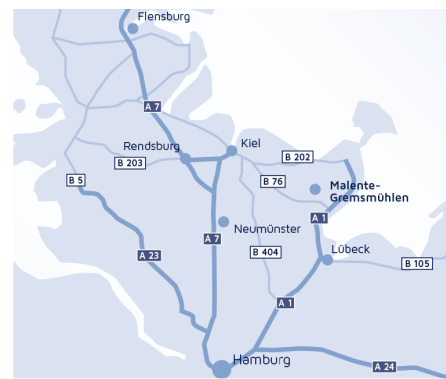 Flensburg
A 7
Rendsburg
Kiel
B 203
B 202
B 5
B 76
Malente-
Gremsmühlen
A 1
Neumünster
A 7
B 404
Lübeck
A 23
B 105
A 1
Hamburg
A 24